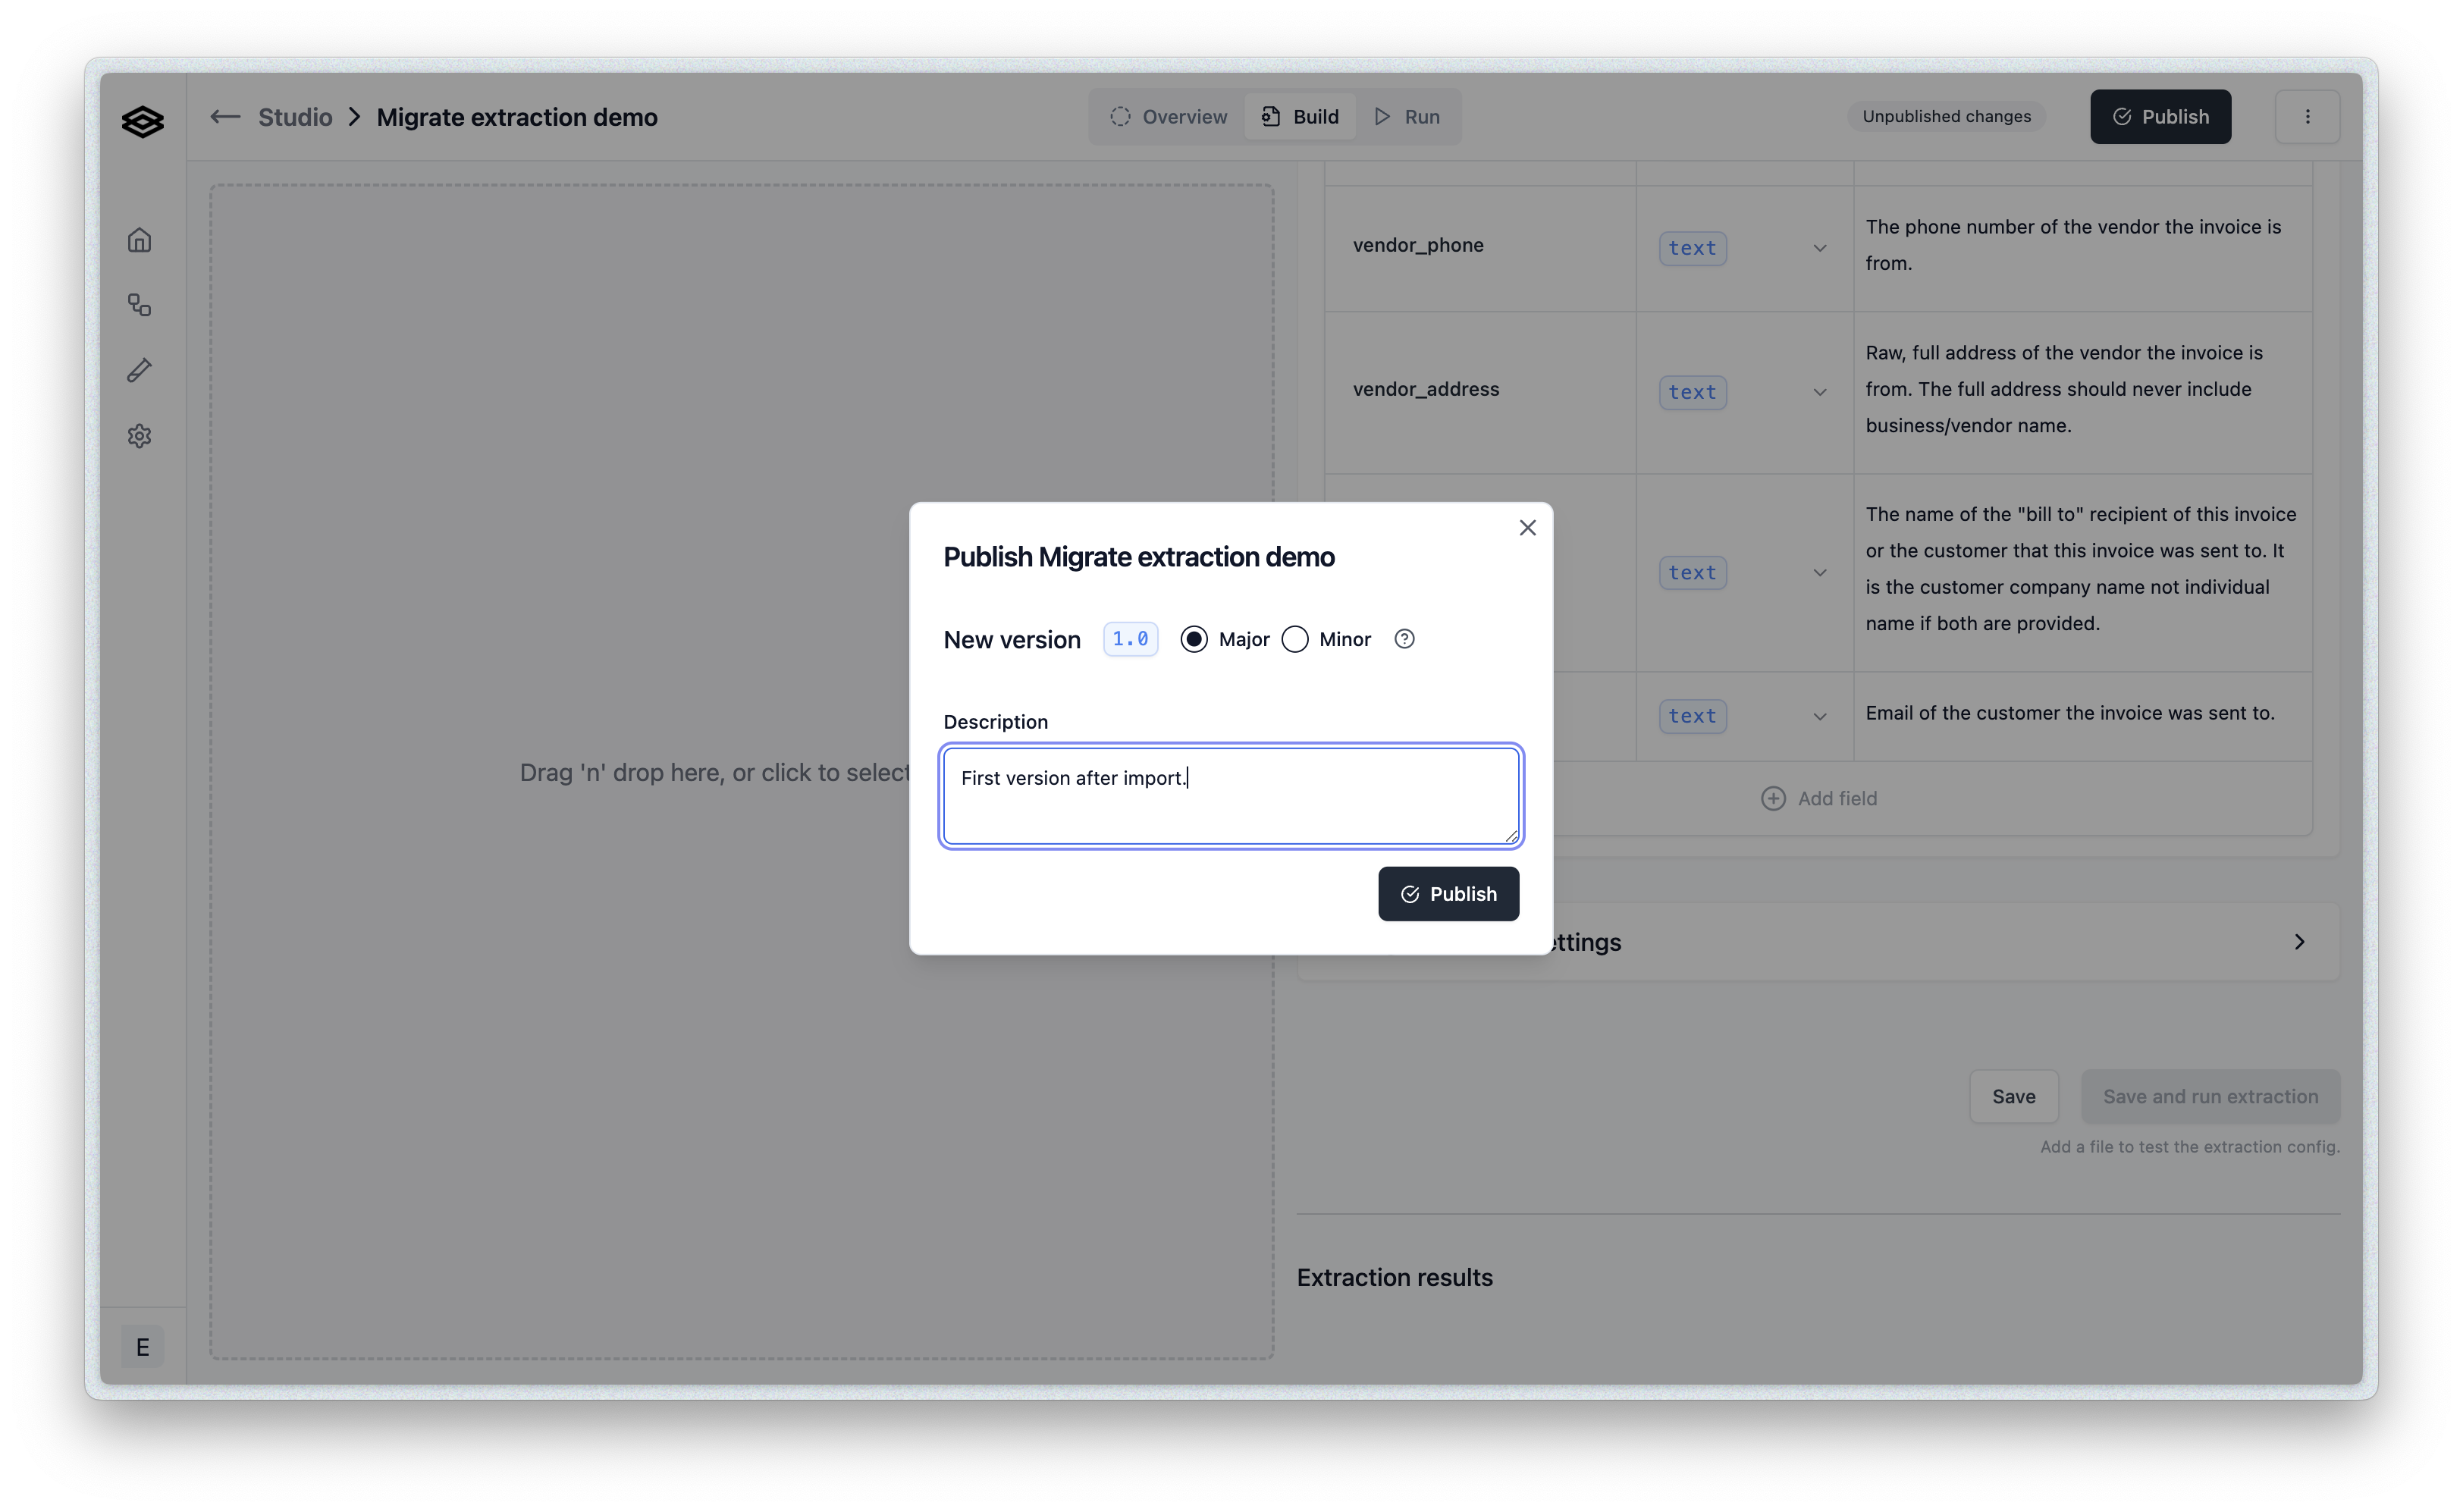 Studio > Migrate extraction demo
Overview
Build
Run
Unpublished changes
Publish
vendor_phone
text
The phone number of the vendor the invoice is
from.
vendor_address
text
Raw, full address of the vendor the invoice is
from. The full address should never include
business/vendor name.
text
The name of the "bill to" recipient of this invoice
or the customer that this invoice was sent to. It
is the customer company name not individual
name if both are provided.
text
Email of the customer the invoice was sent to.
Add field
Drag 'n' drop here, or click to select
Publish Migrate extraction demo
New version 1.0 Major Minor
Description
First version after import.
Publish
ettings
Save
Save and run extraction
Add a file to test the extraction config.
Extraction results
E